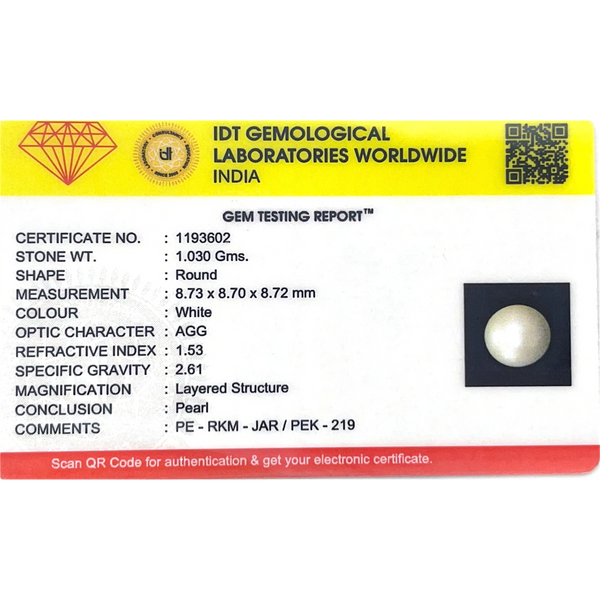 IDT GEMOLOGICAL
LABORATORIES WORLDWIDE
INDIA
GEM TESTING REPORT™
CERTIFICATE NO. : 1193602
STONE WT. : 1.030 Gms.
SHAPE : Round
MEASUREMENT : 8.73 x 8.70 x 8.72 mm
COLOUR : White
OPTIC CHARACTER : AGG
REFRACTIVE INDEX : 1.53
SPECIFIC GRAVITY : 2.61
MAGNIFICATION : Layered Structure
CONCLUSION : Pearl
COMMENTS : PE - RKM - JAR / PEK - 219
Scan QR Code for authentication & get your electronic certificate.